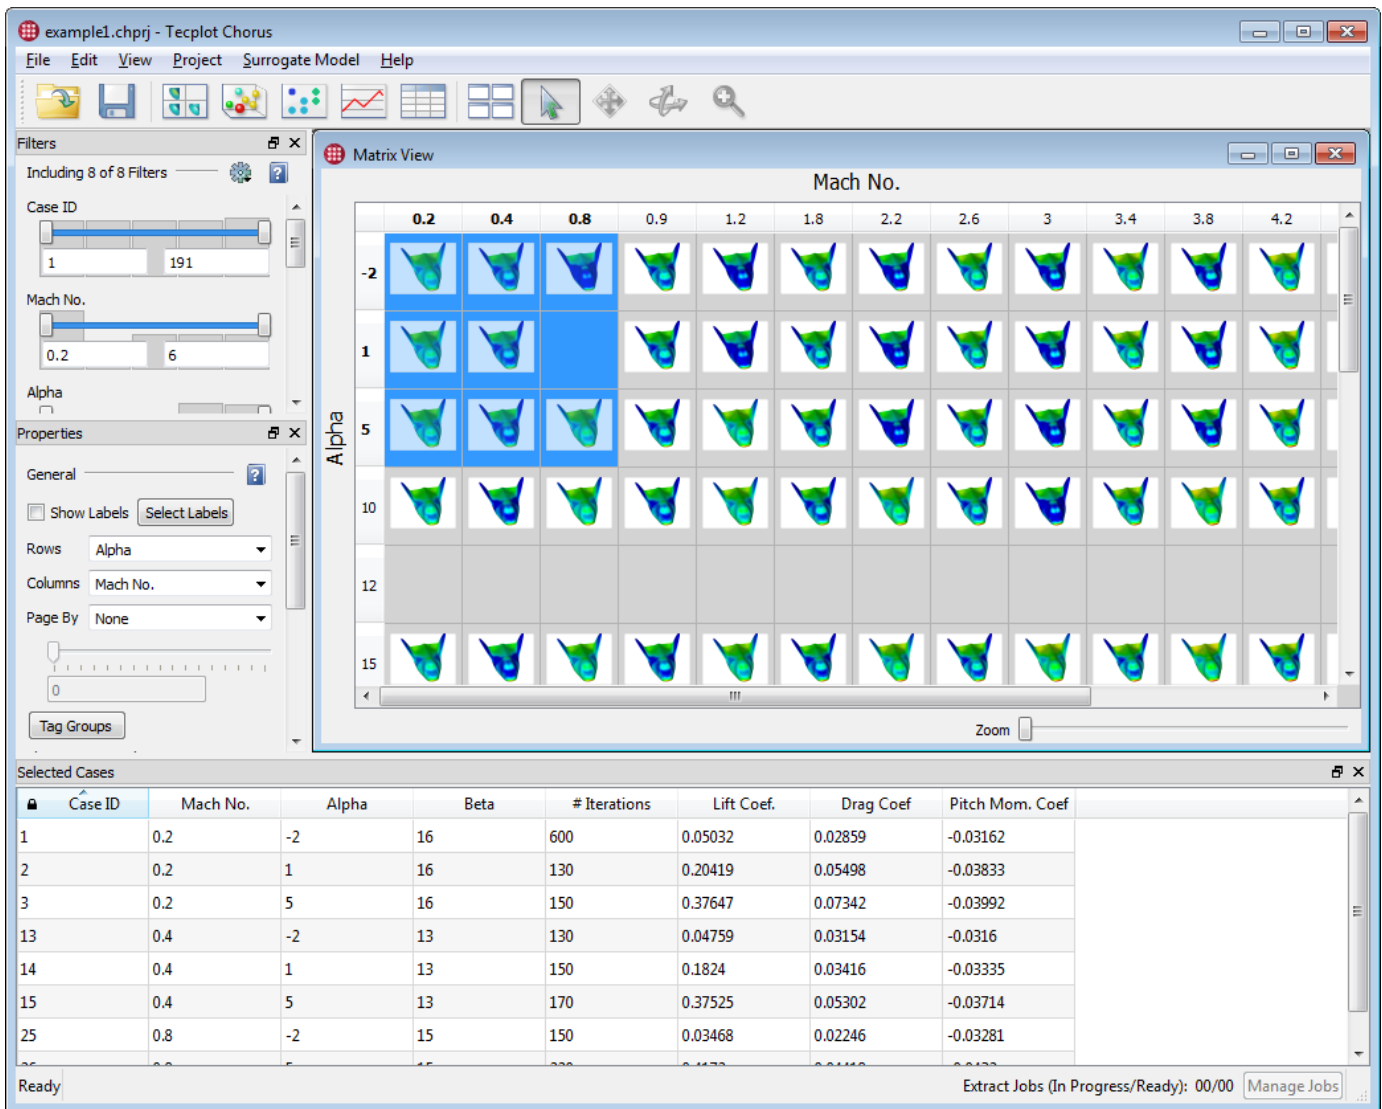 example1.chprj - Tecplot Chorus
File Edit View Project Surrogate Model Help
Filters
Including 8 of 8 Filters
Case ID
1 191
Mach No.
0.2 6
Alpha
Properties
General
Show Labels Select Labels
Rows Alpha
Columns Mach No.
Page By None
0
Tag Groups
Matrix View
Mach No.
0.2 0.4 0.8 0.9 1.2 1.8 2.2 2.6 3 3.4 3.8 4.2
Alpha
-2
1
5
10
12
15
Zoom
Selected Cases
Case ID Mach No. Alpha Beta # Iterations Lift Coef. Drag Coef Pitch Mom. Coef
1 0.2 -2 16 600 0.05032 0.02859 -0.03162
2 0.2 1 16 130 0.20419 0.05498 -0.03833
3 0.2 5 16 150 0.37647 0.07342 -0.03992
13 0.4 -2 13 130 0.04759 0.03154 -0.0316
14 0.4 1 13 150 0.1824 0.03416 -0.03335
15 0.4 5 13 170 0.37525 0.05302 -0.03714
25 0.8 -2 15 150 0.03468 0.02246 -0.03281
Ready Extract Jobs (In Progress/Ready): 00/00 Manage Jobs